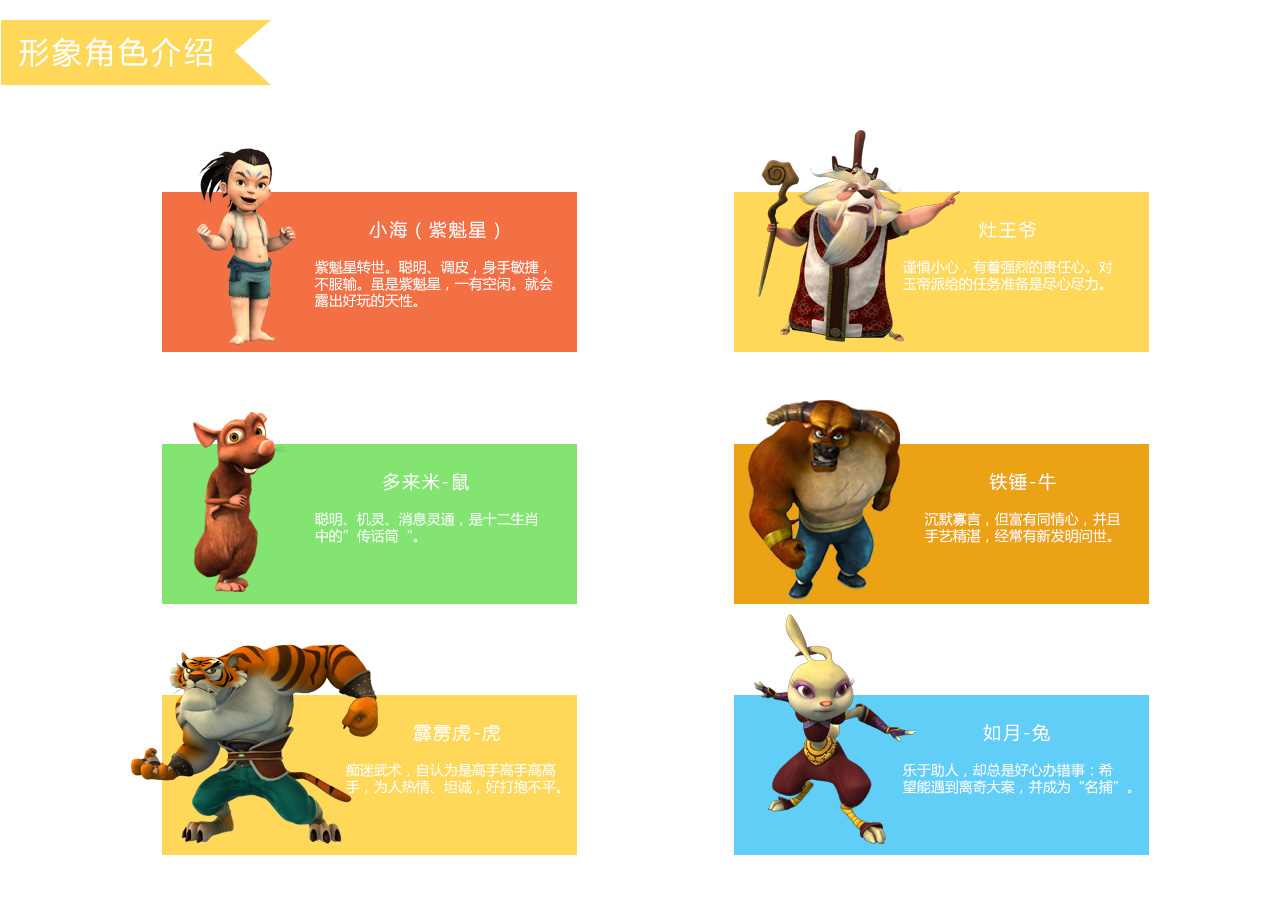 形象角色介绍
小海（紫魁星）
紫魁星转世。聪明、调皮，身手敏捷，
不服输。虽是紫魁星，一有空闲。就会
露出好玩的天性。
灶王爷
谨慎小心，有着强烈的责任心。对
玉帝派给的任务准备是尽心尽力。
多来米-鼠
聪明、机灵、消息灵通，是十二生肖
中的”传话筒“。
铁锤-牛
沉默寡言，但富有同情心，并且
手艺精湛，经常有新发明问世。
霹雳虎-虎
痴迷武术，自认为是高手高手高高
手，为人热情、坦诚，好打抱不平。
如月-兔
乐于助人，却总是好心办错事：希
望能遇到离奇大案，并成为“名捕”。